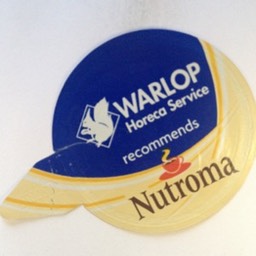 WARLOP
Horeca Service
recommends
Nutroma